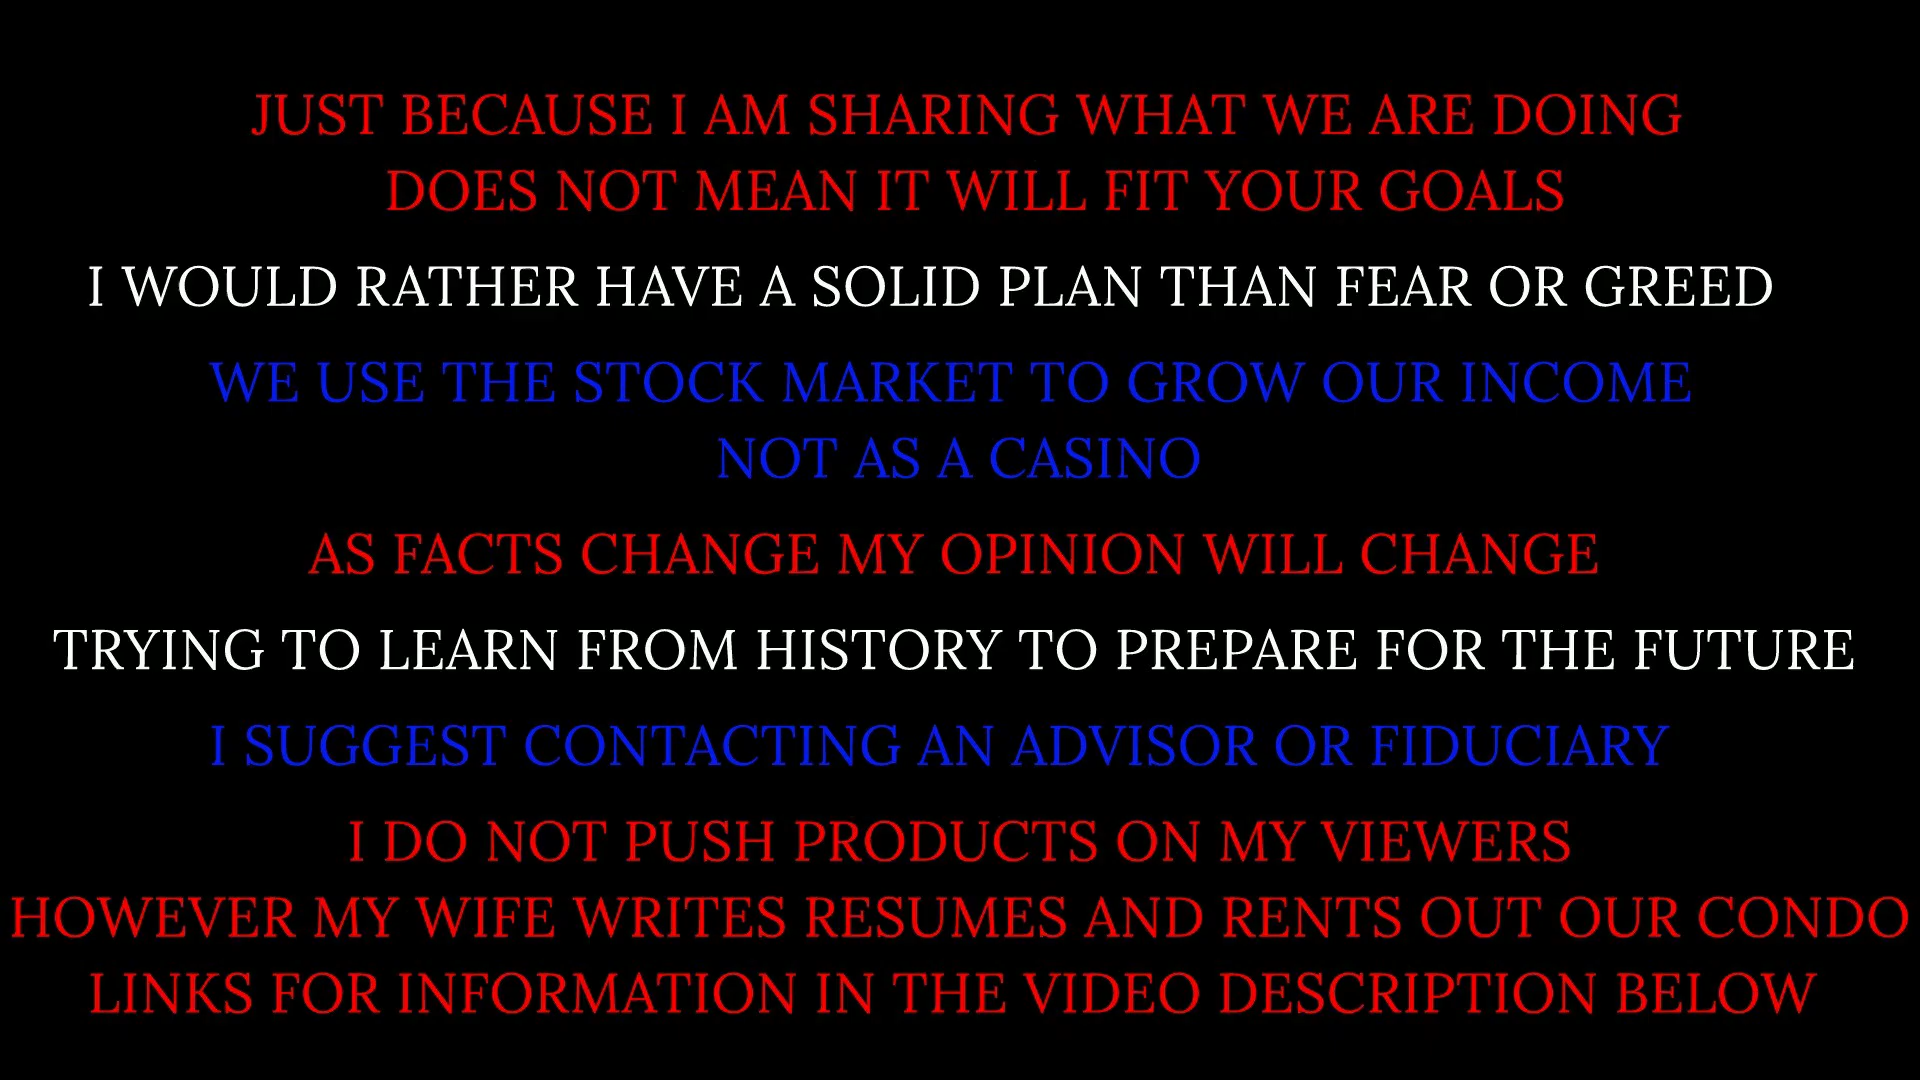 JUST BECAUSE I AM SHARING WHAT WE ARE DOING
DOES NOT MEAN IT WILL FIT YOUR GOALS
I WOULD RATHER HAVE A SOLID PLAN THAN FEAR OR GREED
WE USE THE STOCK MARKET TO GROW OUR INCOME
NOT AS A CASINO
AS FACTS CHANGE MY OPINION WILL CHANGE
TRYING TO LEARN FROM HISTORY TO PREPARE FOR THE FUTURE
I SUGGEST CONTACTING AN ADVISOR OR FIDUCIARY
I DO NOT PUSH PRODUCTS ON MY VIEWERS
HOWEVER MY WIFE WRITES RESUMES AND RENTS OUT OUR CONDO
LINKS FOR INFORMATION IN THE VIDEO DESCRIPTION BELOW